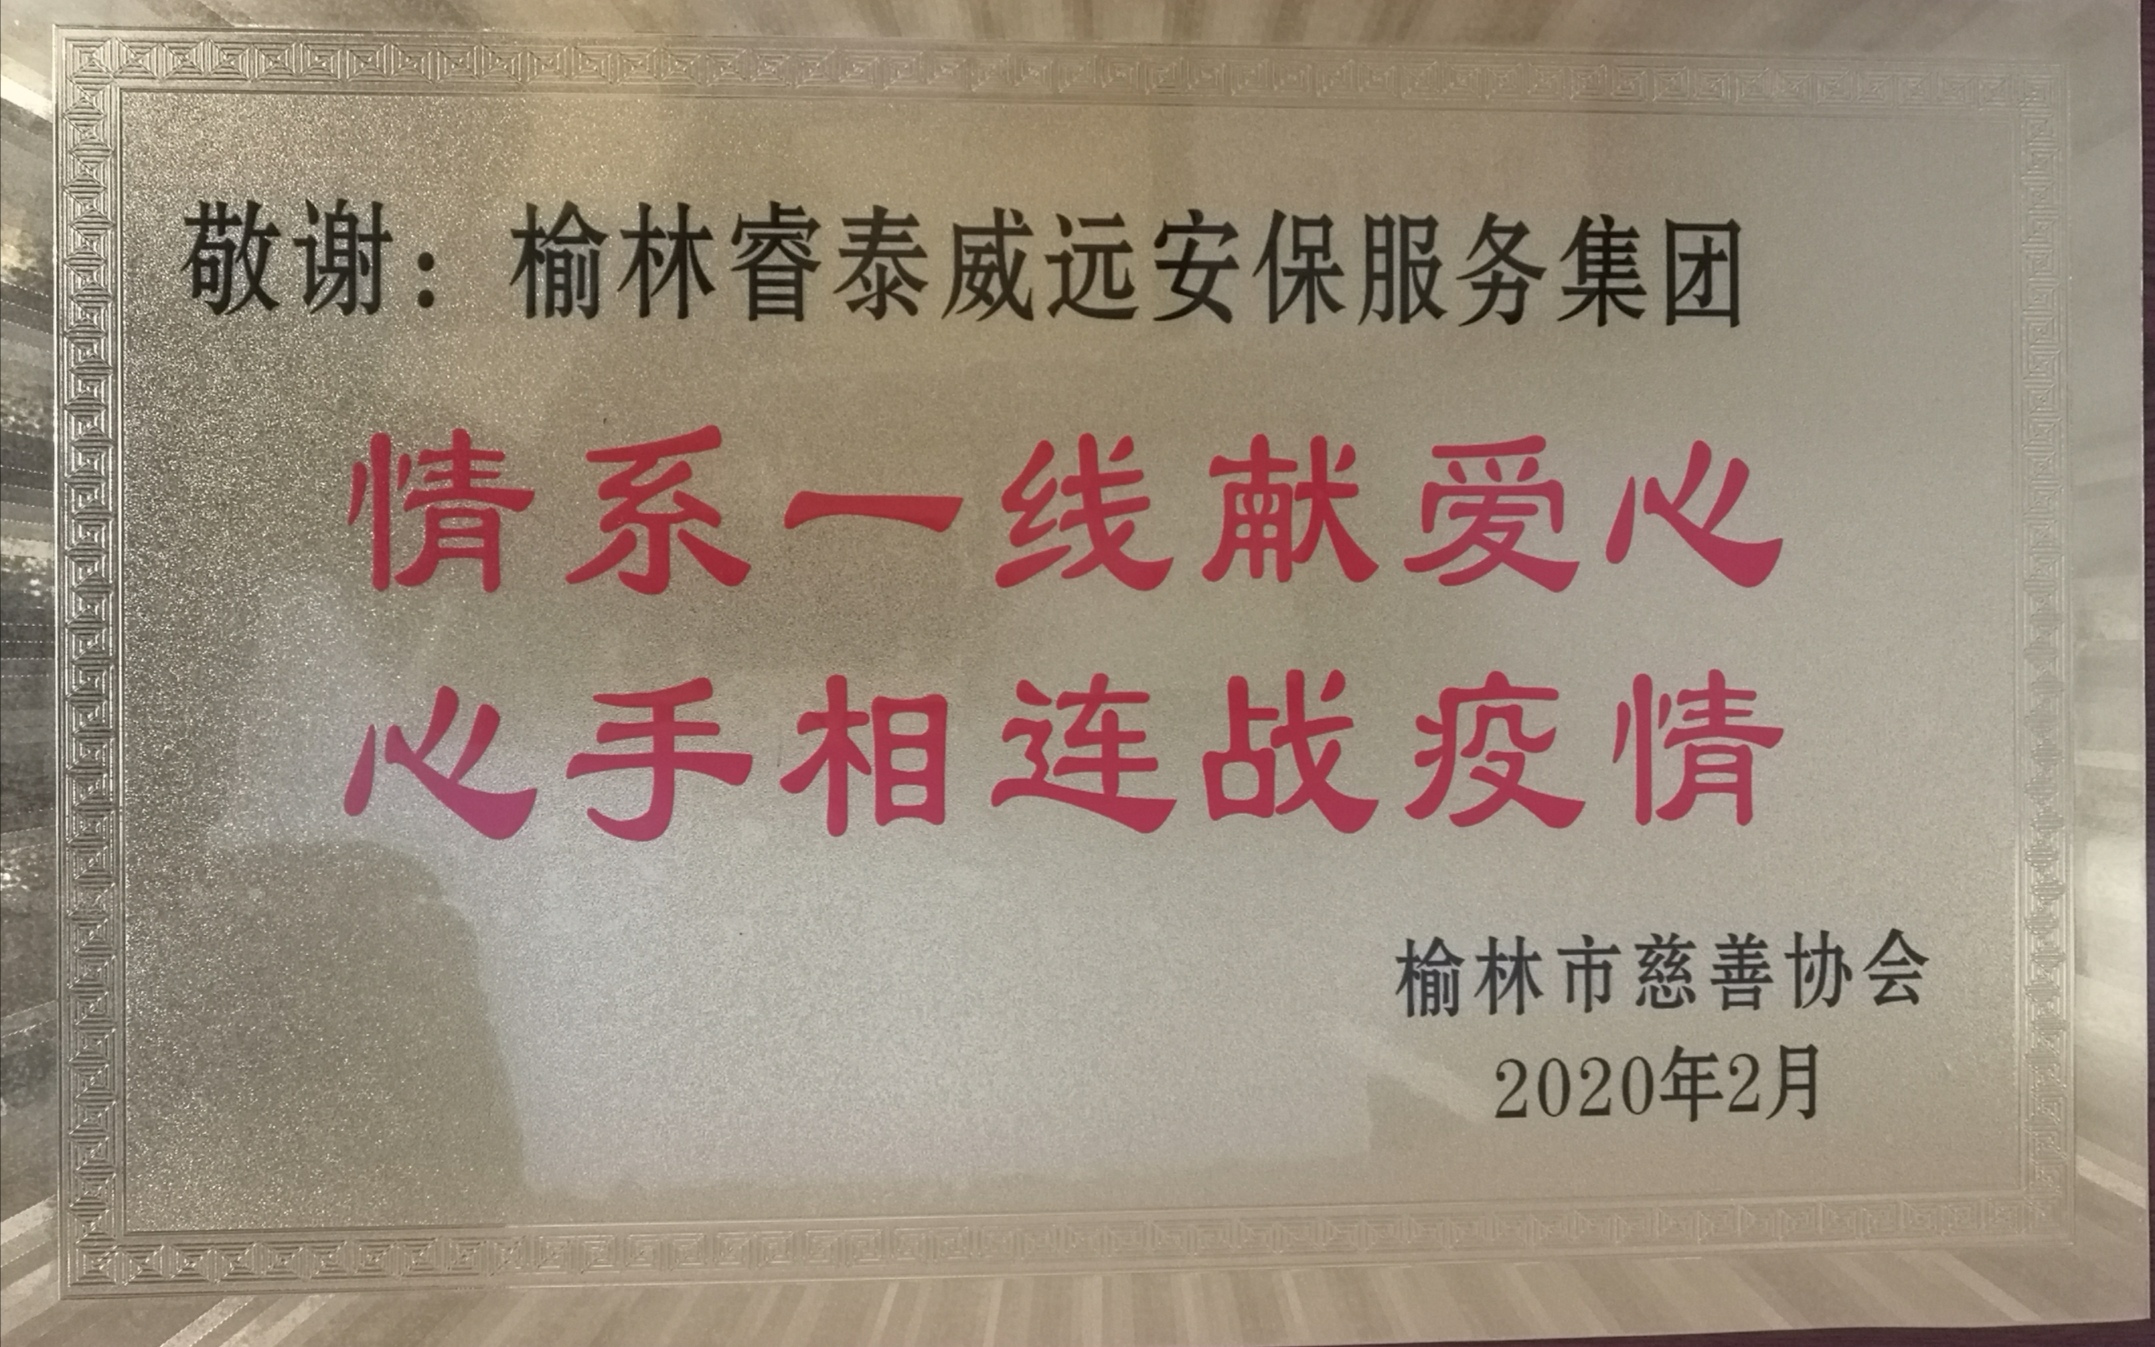 敬谢：榆林睿泰威远安保服务集团
情系一线献爱心
心手相连战疫情
榆林市慈善协会
2020年2月